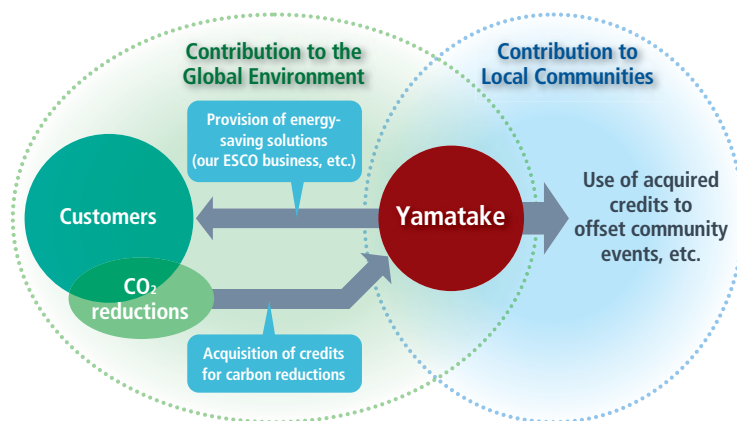 Contribution to the
Global Environment
Contribution to
Local Communities
Provision of energy-
saving solutions
(our ESCO business, etc.)
Customers
Yamatake
Use of acquired
credits to
offset community
events, etc.
CO₂
reductions
Acquisition of credits
for carbon reductions